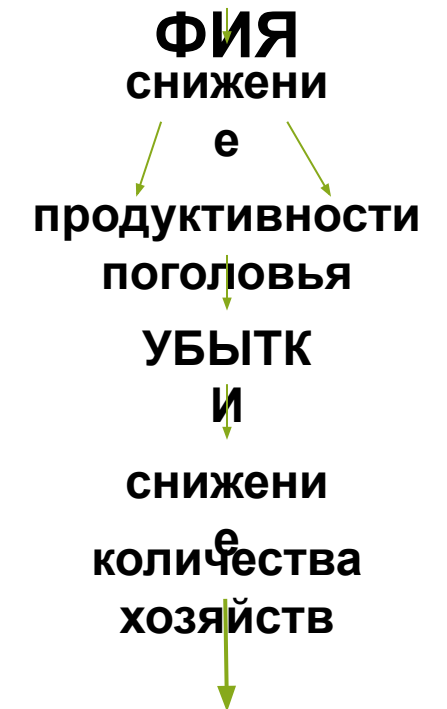 ФИЯ
снижени
е
продуктивности
поголовья
УБЫТК
И
снижени
е
количества
хозяйств